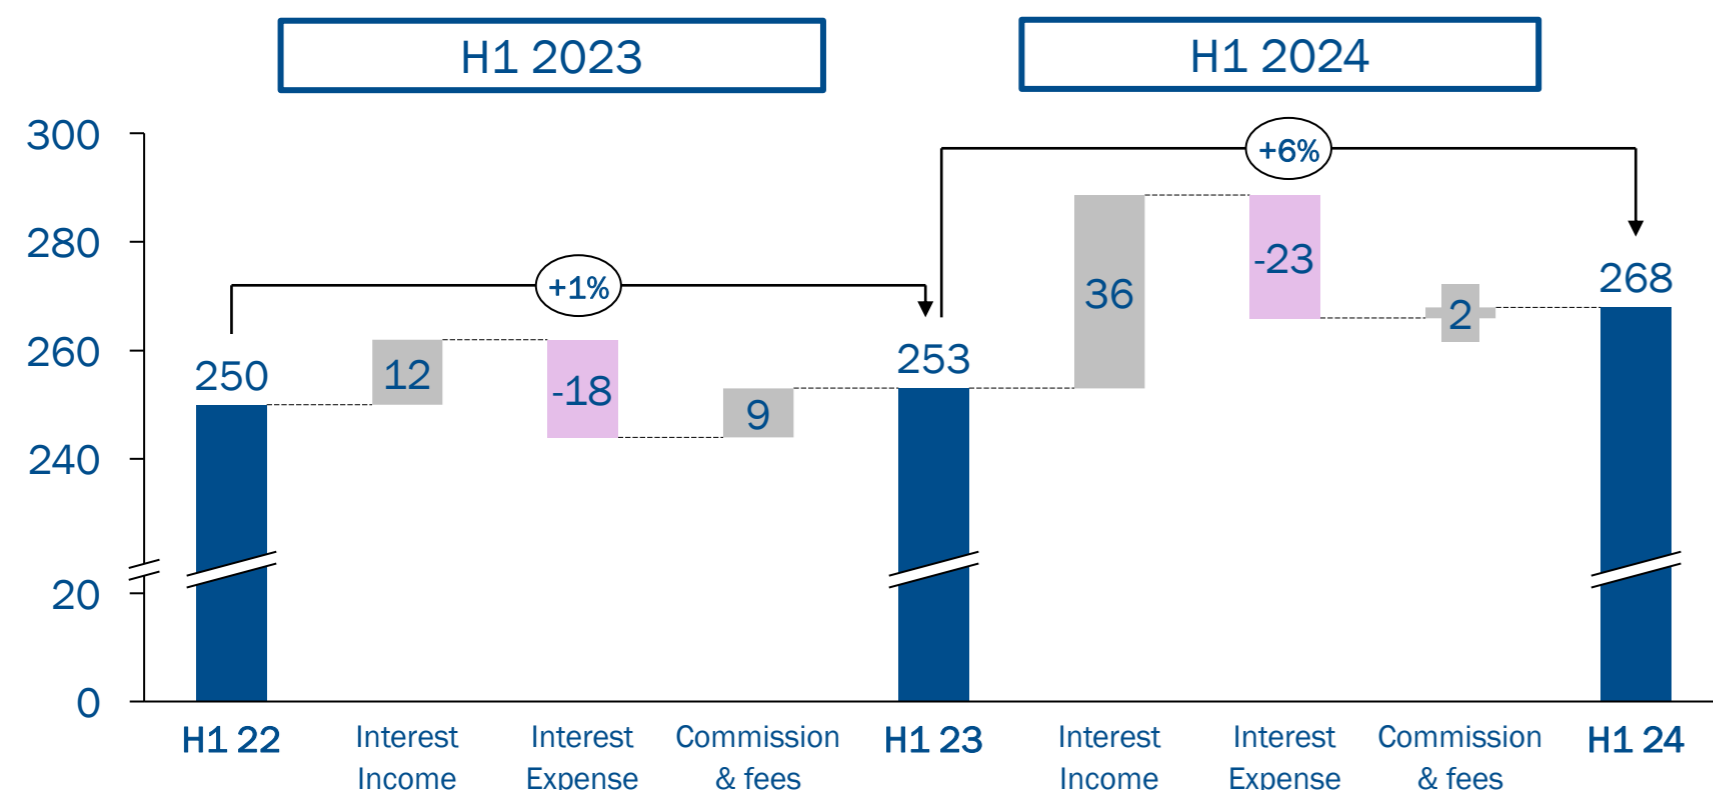 H1 2023
H1 2024
300
280
260
240
20
0
+1%
+6%
250
12
-18
9
253
36
-23
2
268
H1 22
Interest
Income
Interest
Expense
Commission
& fees
H1 23
Interest
Income
Interest
Expense
Commission
& fees
H1 24